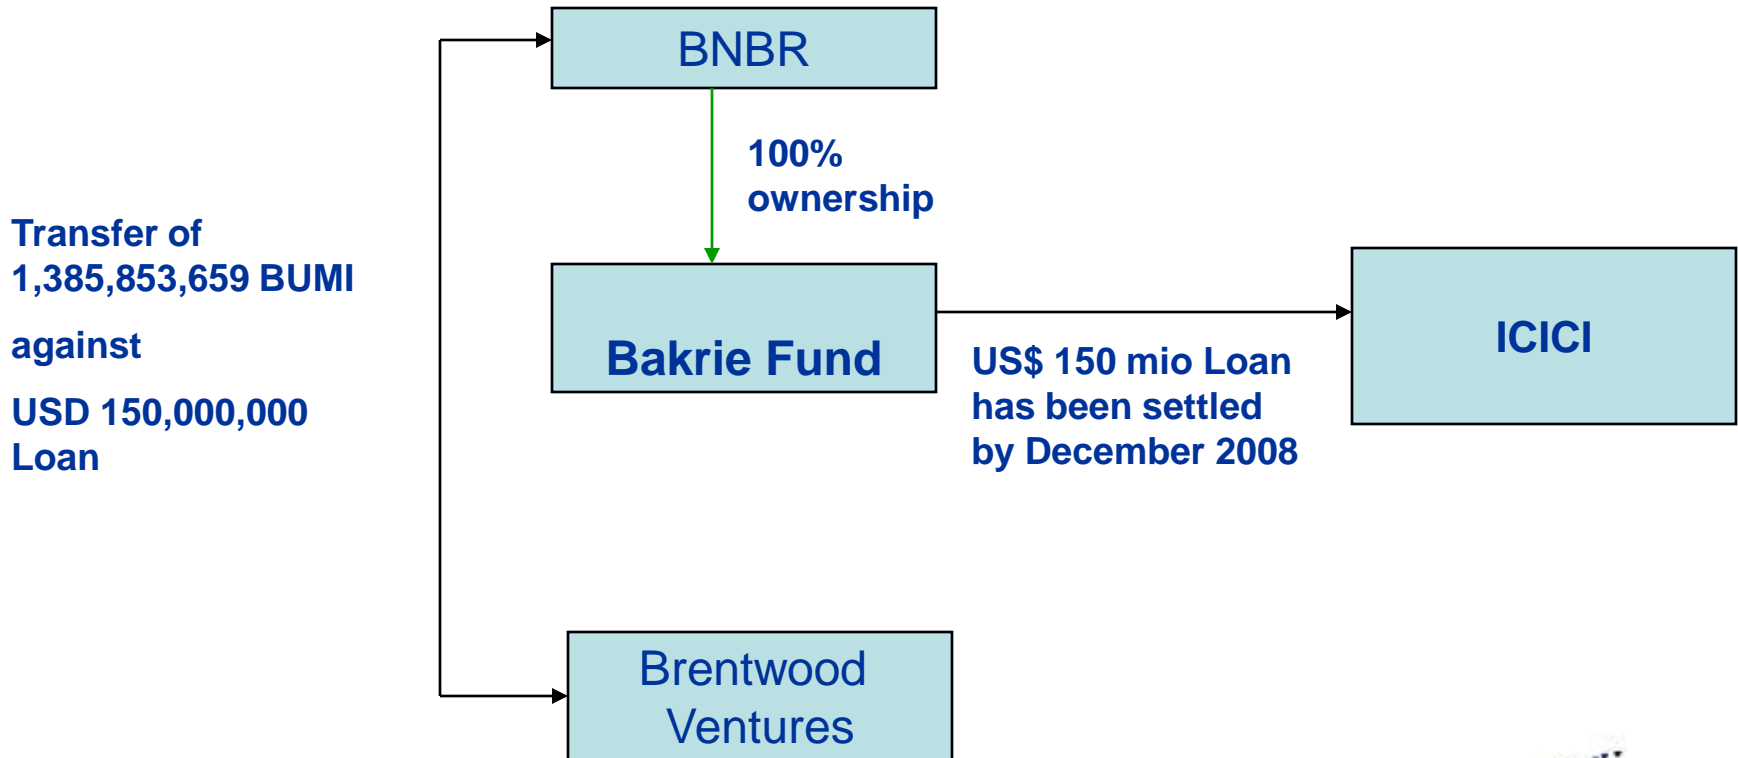 BNBR
100%
ownership
Transfer of
1,385,853,659 BUMI
against
USD 150,000,000
Loan
Bakrie Fund
US$ 150 mio Loan
has been settled
by December 2008
ICICI
Brentwood
Ventures